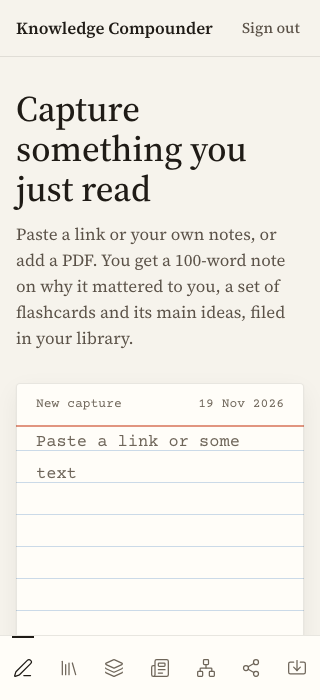 Knowledge Compounder
Sign out
Capture
something you
just read
Paste a link or your own notes, or
add a PDF. You get a 100-word note
on why it mattered to you, a set of
flashcards and its main ideas, filed
in your library.
New capture
19 Nov 2026
Paste a link or some
text